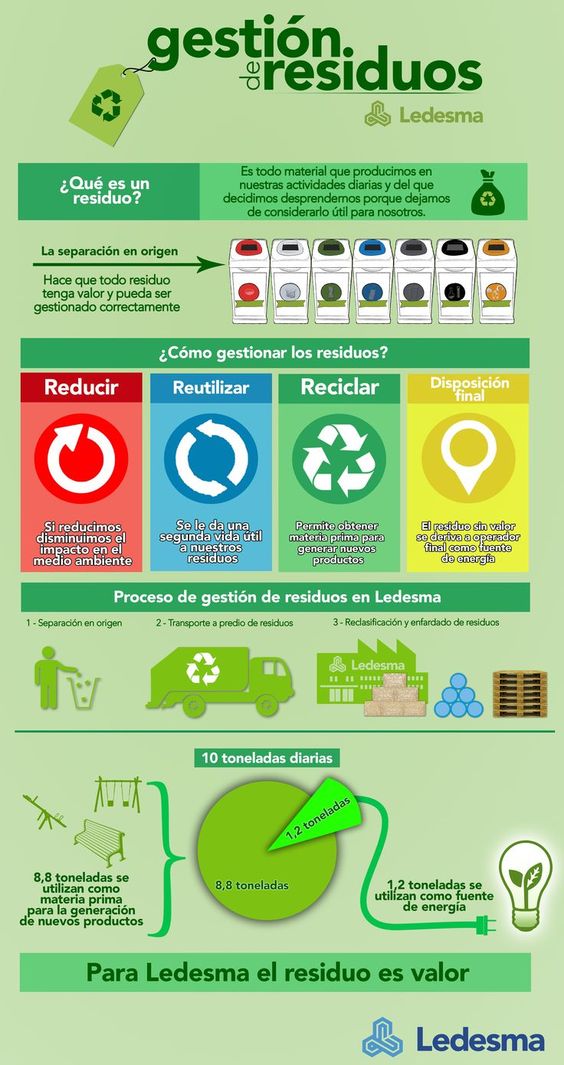 gestión
de residuos
Ledesma
¿Qué es un
residuo?
Es todo material que producimos en
nuestras actividades diarias y del que
decidimos desprendernos porque dejamos
de considerarlo útil para nosotros.
La separación en origen
Hace que todo residuo
tenga valor y pueda ser
gestionado correctamente
¿Cómo gestionar los residuos?
Reducir
Si reducimos
disminuimos el
impacto en el
medio ambiente
Reutilizar
Se le da una
segunda vida útil
a nuestros
residuos
Reciclar
Permite obtener
materia prima para
generar nuevos
productos
Disposición
final
El residuo sin valor
se deriva a operador
final como fuente
de energía
Proceso de gestión de residuos en Ledesma
1 - Separación en origen
2 - Transporte a predio de residuos
3 - Reclasificación y enfardado de residuos
Ledesma
10 toneladas diarias
1,2 toneladas
8,8 toneladas
8,8 toneladas se
utilizan como
materia prima
para la generación
de nuevos productos
1,2 toneladas se
utilizan como fuente
de energía
Para Ledesma el residuo es valor
Ledesma